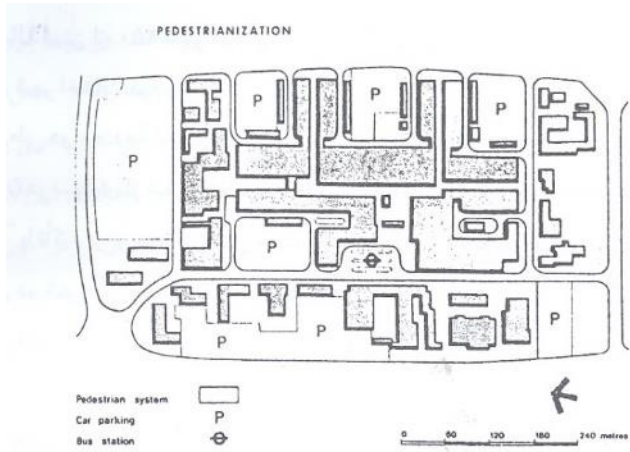 PEDESTRIANIZATION
P
P
P
P
P
P
P
P
Pedestrian system
Car parking P
Bus station
0 60 120 180 240 metres